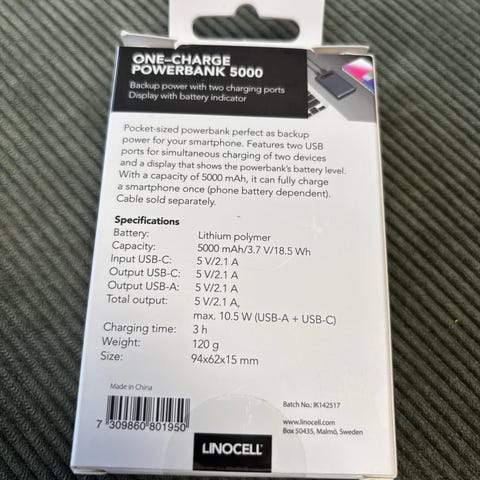 ONE–CHARGE
POWERBANK 5000
Backup power with two charging ports
Display with battery indicator
Pocket-sized powerbank perfect as backup
power for your smartphone. Features two USB
ports for simultaneous charging of two devices
and a display that shows the powerbank's battery level.
With a capacity of 5000 mAh, it can fully charge
a smartphone once (phone battery dependent).
Cable sold separately.
Specifications
Battery: Lithium polymer
Capacity: 5000 mAh/3.7 V/18.5 Wh
Input USB-C: 5 V/2.1 A
Output USB-C: 5 V/2.1 A
Output USB-A: 5 V/2.1 A
Total output: 5 V/2.1 A,
max. 10.5 W (USB-A + USB-C)
Charging time: 3 h
Weight: 120 g
Size: 94x62x15 mm
Made in China
7 309860 801950
Batch No.: IK142517
www.linocell.com
Box 50435, Malmö, Sweden
LINOCELL